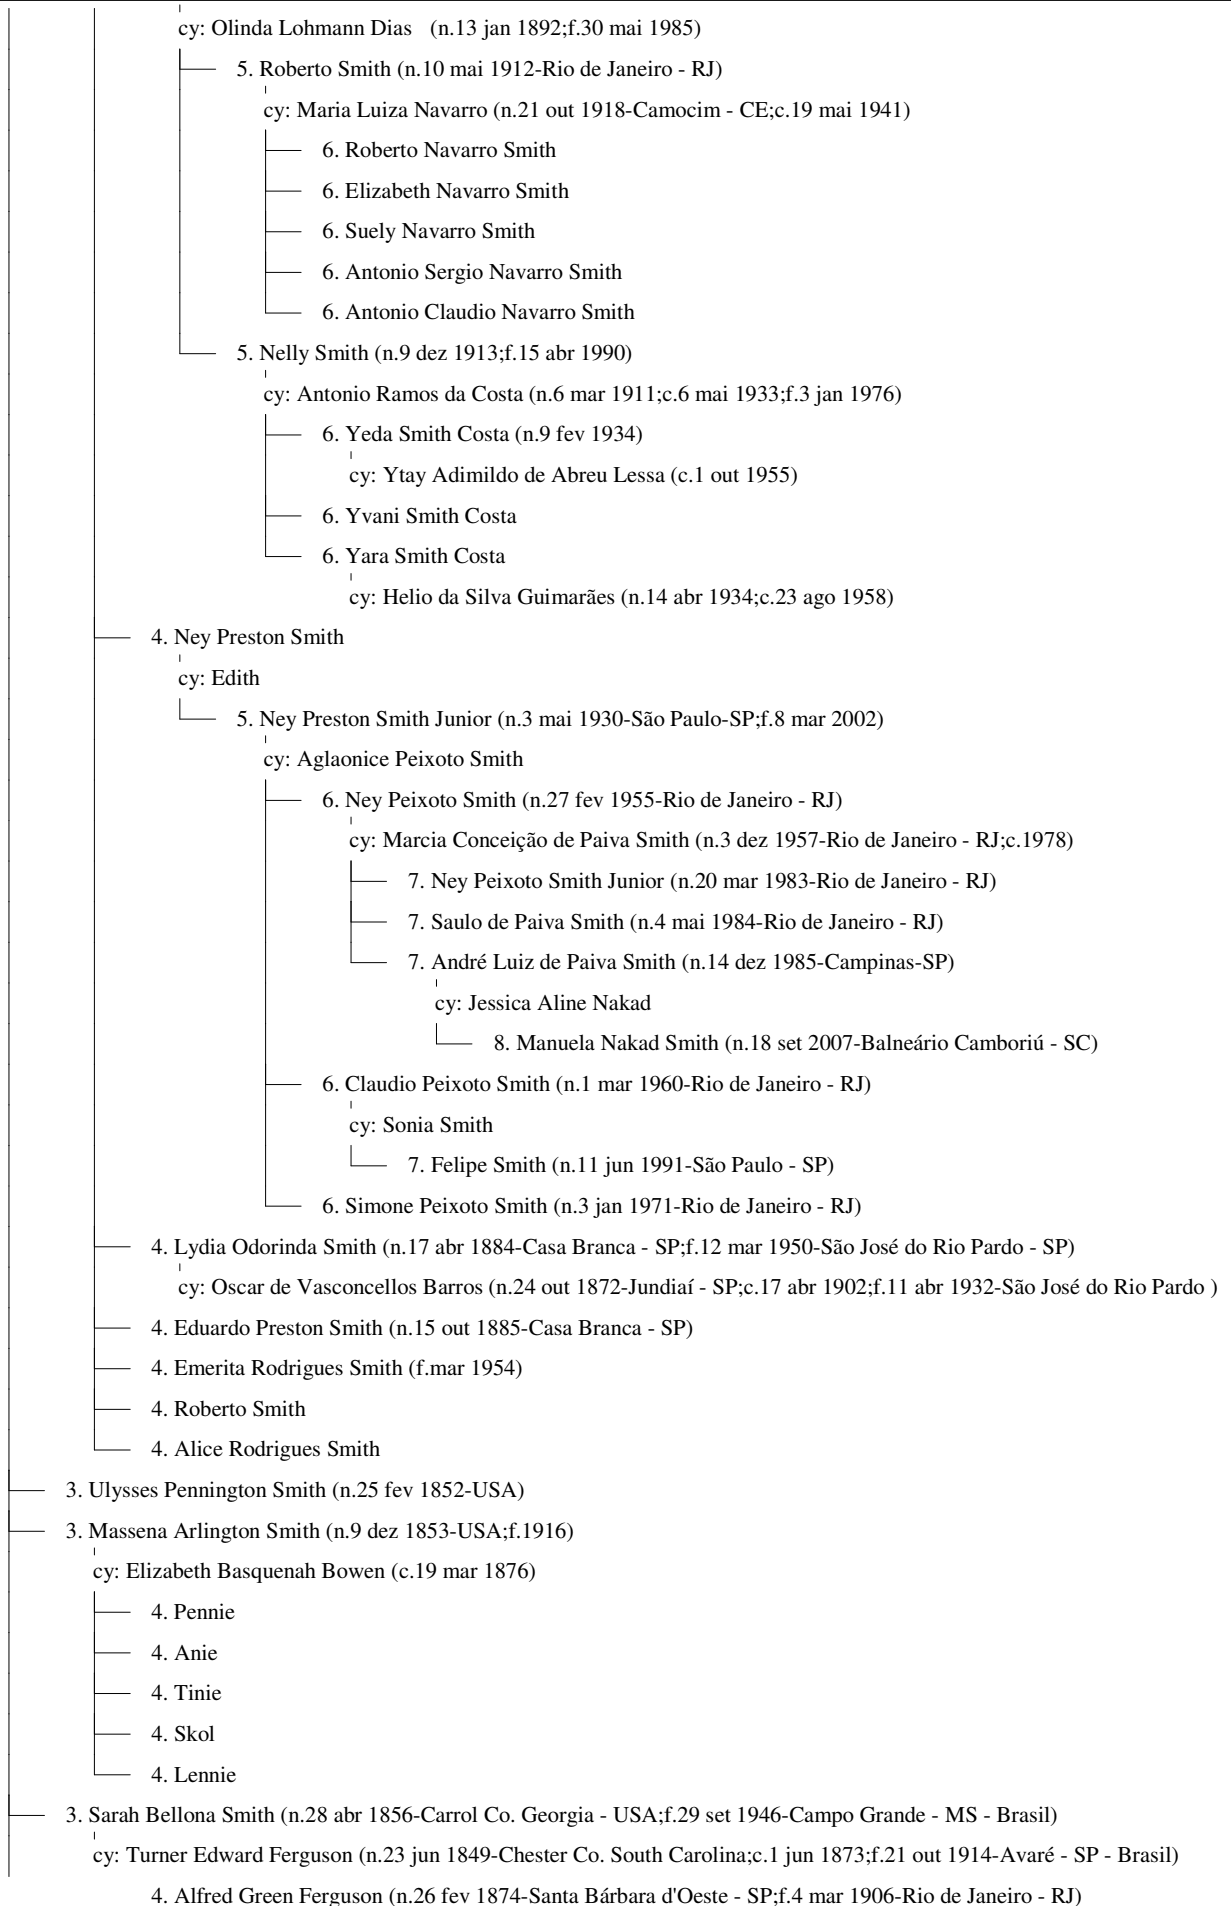 cy: Olinda Lohmann Dias (n.13 jan 1892;f.30 mai 1985)
5. Roberto Smith (n.10 mai 1912-Rio de Janeiro - RJ)
cy: Maria Luiza Navarro (n.21 out 1918-Camocim - CE;c.19 mai 1941)
6. Roberto Navarro Smith
6. Elizabeth Navarro Smith
6. Suely Navarro Smith
6. Antonio Sergio Navarro Smith
6. Antonio Claudio Navarro Smith
5. Nelly Smith (n.9 dez 1913;f.15 abr 1990)
cy: Antonio Ramos da Costa (n.6 mar 1911;c.6 mai 1933;f.3 jan 1976)
6. Yeda Smith Costa (n.9 fev 1934)
cy: Ytay Adimildo de Abreu Lessa (c.1 out 1955)
6. Yvani Smith Costa
6. Yara Smith Costa
cy: Helio da Silva Guimarães (n.14 abr 1934;c.23 ago 1958)
4. Ney Preston Smith
cy: Edith
5. Ney Preston Smith Junior (n.3 mai 1930-São Paulo-SP;f.8 mar 2002)
cy: Aglaonice Peixoto Smith
6. Ney Peixoto Smith (n.27 fev 1955-Rio de Janeiro - RJ)
cy: Marcia Conceição de Paiva Smith (n.3 dez 1957-Rio de Janeiro - RJ;c.1978)
7. Ney Peixoto Smith Junior (n.20 mar 1983-Rio de Janeiro - RJ)
7. Saulo de Paiva Smith (n.4 mai 1984-Rio de Janeiro - RJ)
7. André Luiz de Paiva Smith (n.14 dez 1985-Campinas-SP)
cy: Jessica Aline Nakad
8. Manuela Nakad Smith (n.18 set 2007-Balneário Camboriú - SC)
6. Claudio Peixoto Smith (n.1 mar 1960-Rio de Janeiro - RJ)
cy: Sonia Smith
7. Felipe Smith (n.11 jun 1991-São Paulo - SP)
6. Simone Peixoto Smith (n.3 jan 1971-Rio de Janeiro - RJ)
4. Lydia Odorinda Smith (n.17 abr 1884-Casa Branca - SP;f.12 mar 1950-São José do Rio Pardo - SP)
cy: Oscar de Vasconcellos Barros (n.24 out 1872-Jundiaí - SP;c.17 abr 1902;f.11 abr 1932-São José do Rio Pardo )
4. Eduardo Preston Smith (n.15 out 1885-Casa Branca - SP)
4. Emerita Rodrigues Smith (f.mar 1954)
4. Roberto Smith
4. Alice Rodrigues Smith
3. Ulysses Pennington Smith (n.25 fev 1852-USA)
3. Massena Arlington Smith (n.9 dez 1853-USA;f.1916)
cy: Elizabeth Basquenah Bowen (c.19 mar 1876)
4. Pennie
4. Anie
4. Tinie
4. Skol
4. Lennie
3. Sarah Bellona Smith (n.28 abr 1856-Carrol Co. Georgia - USA;f.29 set 1946-Campo Grande - MS - Brasil)
cy: Turner Edward Ferguson (n.23 jun 1849-Chester Co. South Carolina;c.1 jun 1873;f.21 out 1914-Avaré - SP - Brasil)
4. Alfred Green Ferguson (n.26 fev 1874-Santa Bárbara d'Oeste - SP;f.4 mar 1906-Rio de Janeiro - RJ)